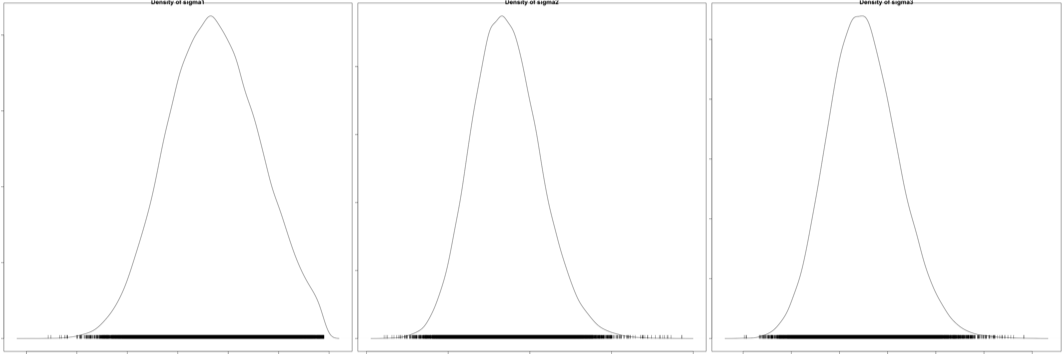 Density of sigma1
Density of sigma2
Density of sigma3